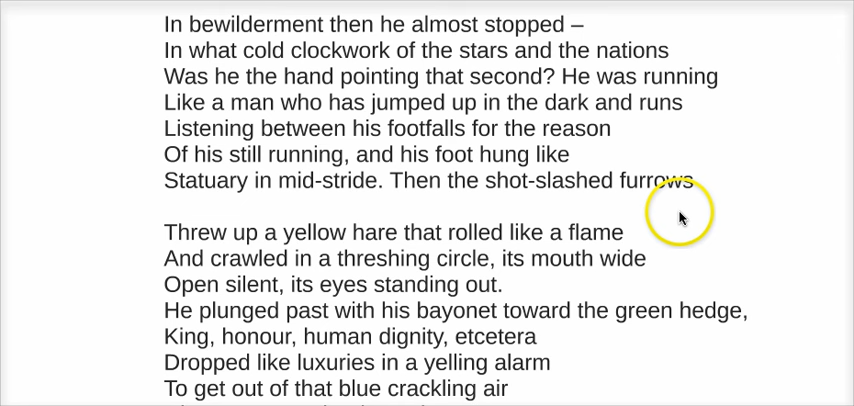 In bewilderment then he almost stopped –
In what cold clockwork of the stars and the nations
Was he the hand pointing that second? He was running
Like a man who has jumped up in the dark and runs
Listening between his footfalls for the reason
Of his still running, and his foot hung like
Statuary in mid-stride. Then the shot-slashed furrows
Threw up a yellow hare that rolled like a flame
And crawled in a threshing circle, its mouth wide
Open silent, its eyes standing out.
He plunged past with his bayonet toward the green hedge,
King, honour, human dignity, etcetera
Dropped like luxuries in a yelling alarm
To get out of that blue crackling air